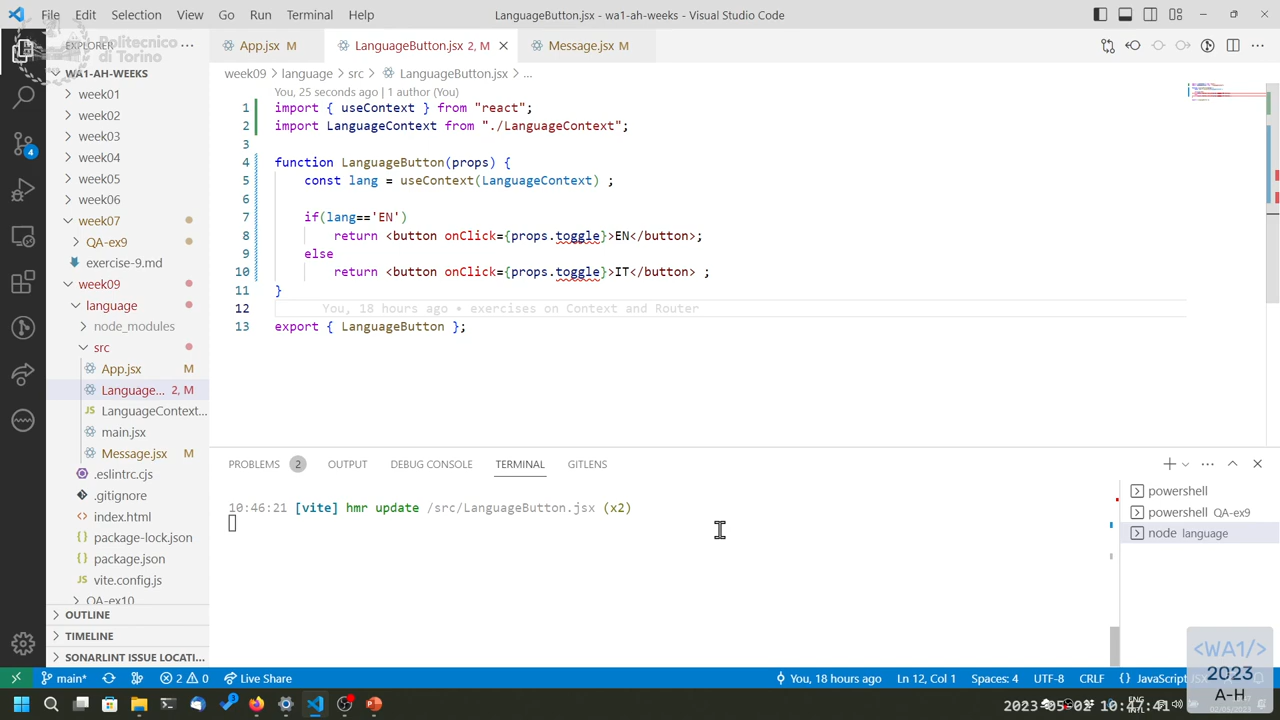 File Edit Selection View Go Run Terminal Help LanguageButton.jsx - wa1-ah-weeks - Visual Studio Code
EXPLORER
Politecnico
di Torino
WA1-AH-WEEKS
week01
week02
week03
week04
week05
week06
week07
QA-ex9
exercise-9.md
week09
language
node_modules
src
App.jsx M
Language... 2, M
LanguageContext...
main.jsx
Message.jsx M
.eslintrc.cjs
.gitignore
index.html
package-lock.json
package.json
vite.config.js
QA-ex10
OUTLINE
TIMELINE
SONARLINT ISSUE LOCATI...
4
App.jsx M LanguageButton.jsx 2, M Message.jsx M
week09 > language > src > LanguageButton.jsx > ...
You, 25 seconds ago | 1 author (You)
1 import { useContext } from "react";
2 import LanguageContext from "./LanguageContext";
3
4 function LanguageButton(props) {
5 const lang = useContext(LanguageContext) ;
6
7 if(lang=='EN')
8 return <button onClick={props.toggle}>EN</button>;
9 else
10 return <button onClick={props.toggle}>IT</button> ;
11 }
12 You, 18 hours ago • exercises on Context and Router
13 export { LanguageButton };
PROBLEMS 2 OUTPUT DEBUG CONSOLE TERMINAL GITLENS
10:46:21 [vite] hmr update /src/LanguageButton.jsx (x2)
powershell
powershell QA-ex9
node language
<WA1/>
2023
A-H
main* 2 0 Live Share You, 18 hours ago Ln 12, Col 1 Spaces: 4 UTF-8 CRLF { } JavaScript
ENG
INTL